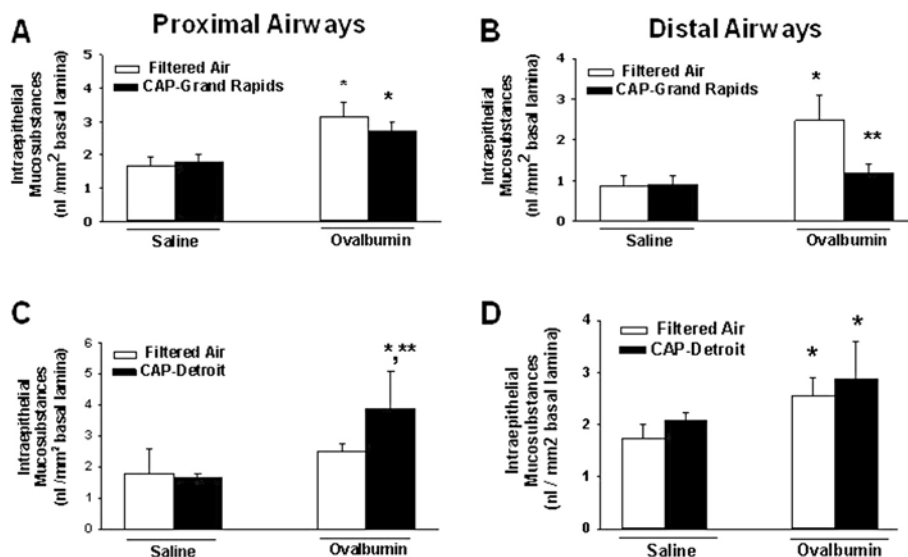 Proximal Airways
Distal Airways
A
Intraepithelial
Mucosubstances
(nl /mm2 basal lamina)
5
4
3
2
1
0
Filtered Air
CAP-Grand Rapids
*
*
Saline
Ovalbumin
B
Intraepithelial
Mucosubstances
(nl /mm2 basal lamina)
4
3
2
1
0
Filtered Air
CAP-Grand Rapids
*
**
Saline
Ovalbumin
C
Intraepithelial
Mucosubstances
(nl /mm2 basal lamina)
6
5
4
3
2
1
0
Filtered Air
CAP-Detroit
*,**
Saline
Ovalbumin
D
Intraepithelial
Mucosubstances
(nl / mm2 basal lamina)
4
3
2
1
0
Filtered Air
CAP-Detroit
*
*
Saline
Ovalbumin